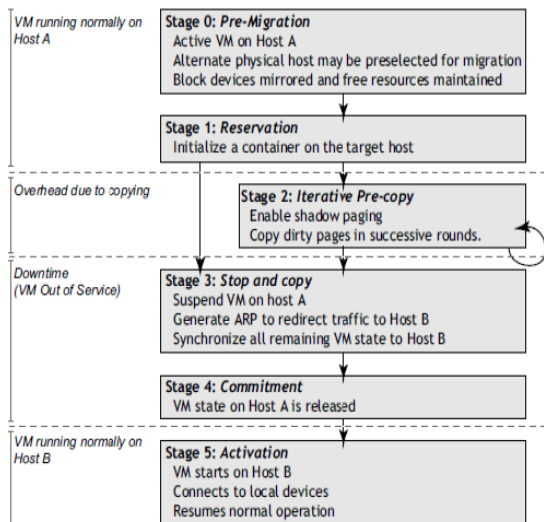 VM running normally on
Host A
Stage 0: Pre-Migration
Active VM on Host A
Alternate physical host may be preselected for migration
Block devices mirrored and free resources maintained
Stage 1: Reservation
Initialize a container on the target host
Overhead due to copying
Stage 2: Iterative Pre-copy
Enable shadow paging
Copy dirty pages in successive rounds.
Downtime
(VM Out of Service)
Stage 3: Stop and copy
Suspend VM on host A
Generate ARP to redirect traffic to Host B
Synchronize all remaining VM state to Host B
Stage 4: Commitment
VM state on Host A is released
VM running normally on
Host B
Stage 5: Activation
VM starts on Host B
Connects to local devices
Resumes normal operation